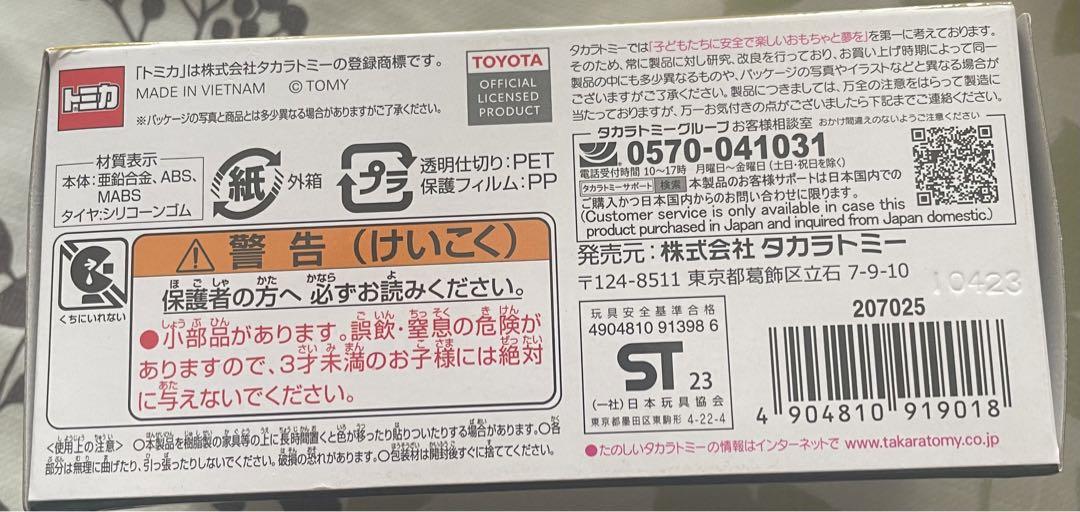 トミカ
「トミカ」は株式会社タカラトミーの登録商標です。
MADE IN VIETNAM ©TOMY
※パッケージの写真と商品とは多少異なる場合がありますがご了承ください。
TOYOTA
OFFICIAL
LICENSED
PRODUCT
材質表示
本体:亜鉛合金、ABS、
MABS
タイヤ:シリコーンゴム
紙 外箱
プラ
透明仕切り:PET
保護フィルム:PP
くちにいれない
警告(けいこく)
保護者の方へ 必ずお読みください。
●小部品があります。誤飲・窒息の危険が
ありますので、3才未満のお子様には絶対
に与えないでください。
<使用上の注意> ○本製品を樹脂製の家具等の上に長時間置くと色が移ったり貼りついたりする場合があります。○各
部分は無理に曲げたり、引っ張ったりしないでください。破損の恐れがあります。○包装材は開封後すぐに捨ててください。
タカラトミーでは「子どもたちに安全で楽しいおもちゃと夢を」を第一に考えております。
そのため、常に製品に対し研究、改良を行っており、お買い上げ時期によって同一
製品の中にも多少異なるものや、パッケージの写真やイラストなどと異なる場合が
ございますがご了承ください。製品につきましては、万全の注意をはらって製造に
当たっておりますが、万一お気付きの点がございましたら下記までご連絡ください。
タカラトミーグループ お客様相談室 おかけ間違えのないようご注意ください
0570-041031
電話受付時間 10〜17時 月曜日〜金曜日(土・日・祝日を除く)
タカラトミーサポート 検索 本製品のお客様サポートは日本国内での
ご購入かつ日本国内からのお問い合わせに限ります。
(Customer service is only available in case this
product purchased in Japan and inquired from Japan domestic.)
発売元:株式会社 タカラトミー
〒124-8511 東京都葛飾区立石 7-9-10
10423
玩具安全基準合格
4904810 91398 6
ST 23
(一社)日本玩具協会
東京都墨田区東駒形 4-22-4
207025
4 904810 919018
●たのしいタカラトミーの情報はインターネットで www.takaratomy.co.jp